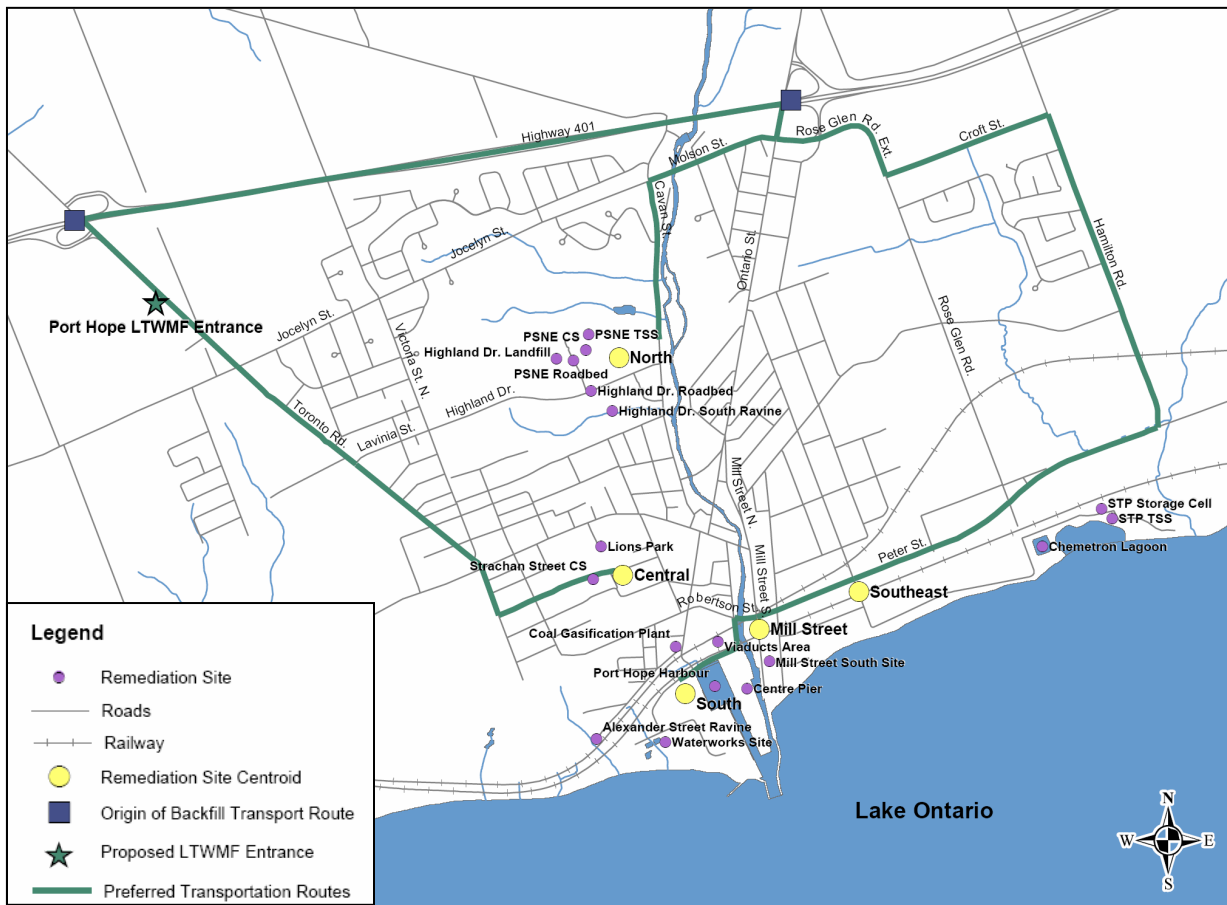 Highway 401
Rose Glen Rd. Ext.
Croft St.
Molson St.
Cavan St.
Jocelyn St.
Ontario St.
Hamilton Rd.
Port Hope LTWMF Entrance
Jocelyn St.
Victoria St. N.
Rose Glen Rd.
PSNE CS
PSNE TSS
Highland Dr. Landfill
North
PSNE Roadbed
Highland Dr.
Highland Dr. Roadbed
Highland Dr. South Ravine
Toronto Rd.
Lavinia St.
Mill Street N.
STP Storage Cell
STP TSS
Lions Park
Peter St.
Chemetron Lagoon
Strachan Street CS
Central
Mill Street S.
Southeast
Robertson St.
Coal Gasification Plant
Mill Street
Viaducts Area
Mill Street South Site
Port Hope Harbour
Centre Pier
South
Alexander Street Ravine
Waterworks Site
Lake Ontario
N
W
E
S
Legend
Remediation Site
Roads
Railway
Remediation Site Centroid
Origin of Backfill Transport Route
Proposed LTWMF Entrance
Preferred Transportation Routes